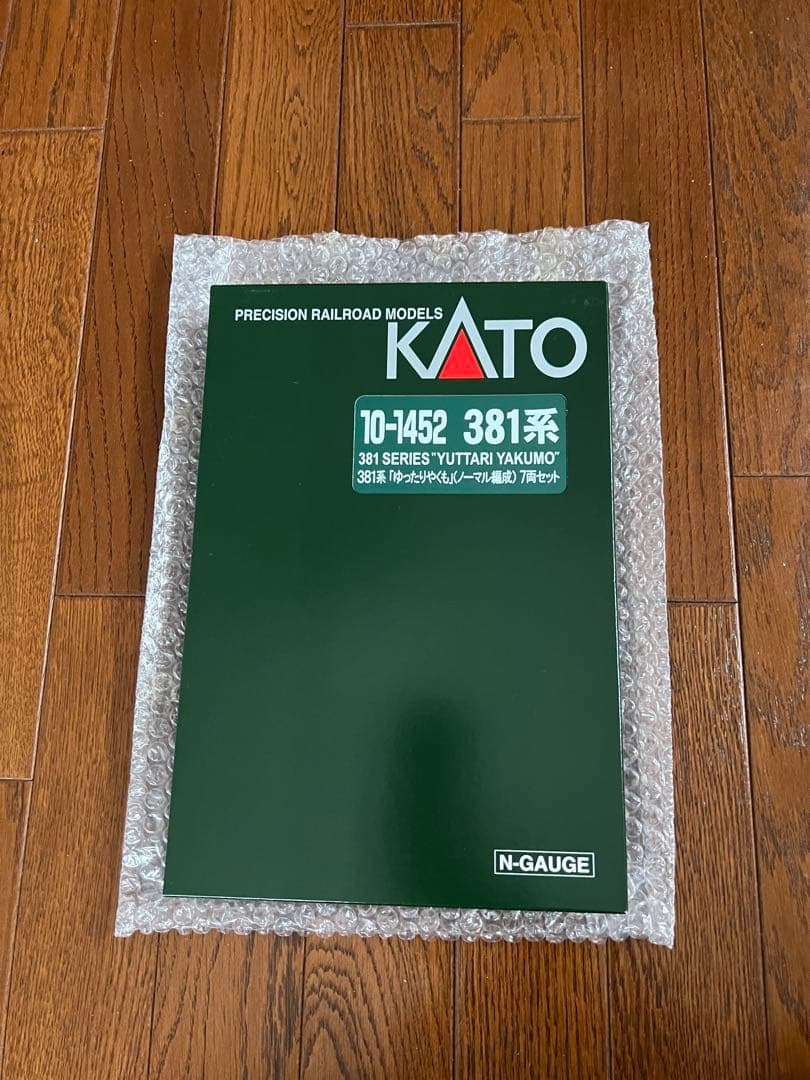 PRECISION RAILROAD MODELS
KATO
10-1452 381系
381 SERIES "YUTTARI YAKUMO"
381系「ゆったりやくも」(ノーマル編成) 7両セット
N-GAUGE